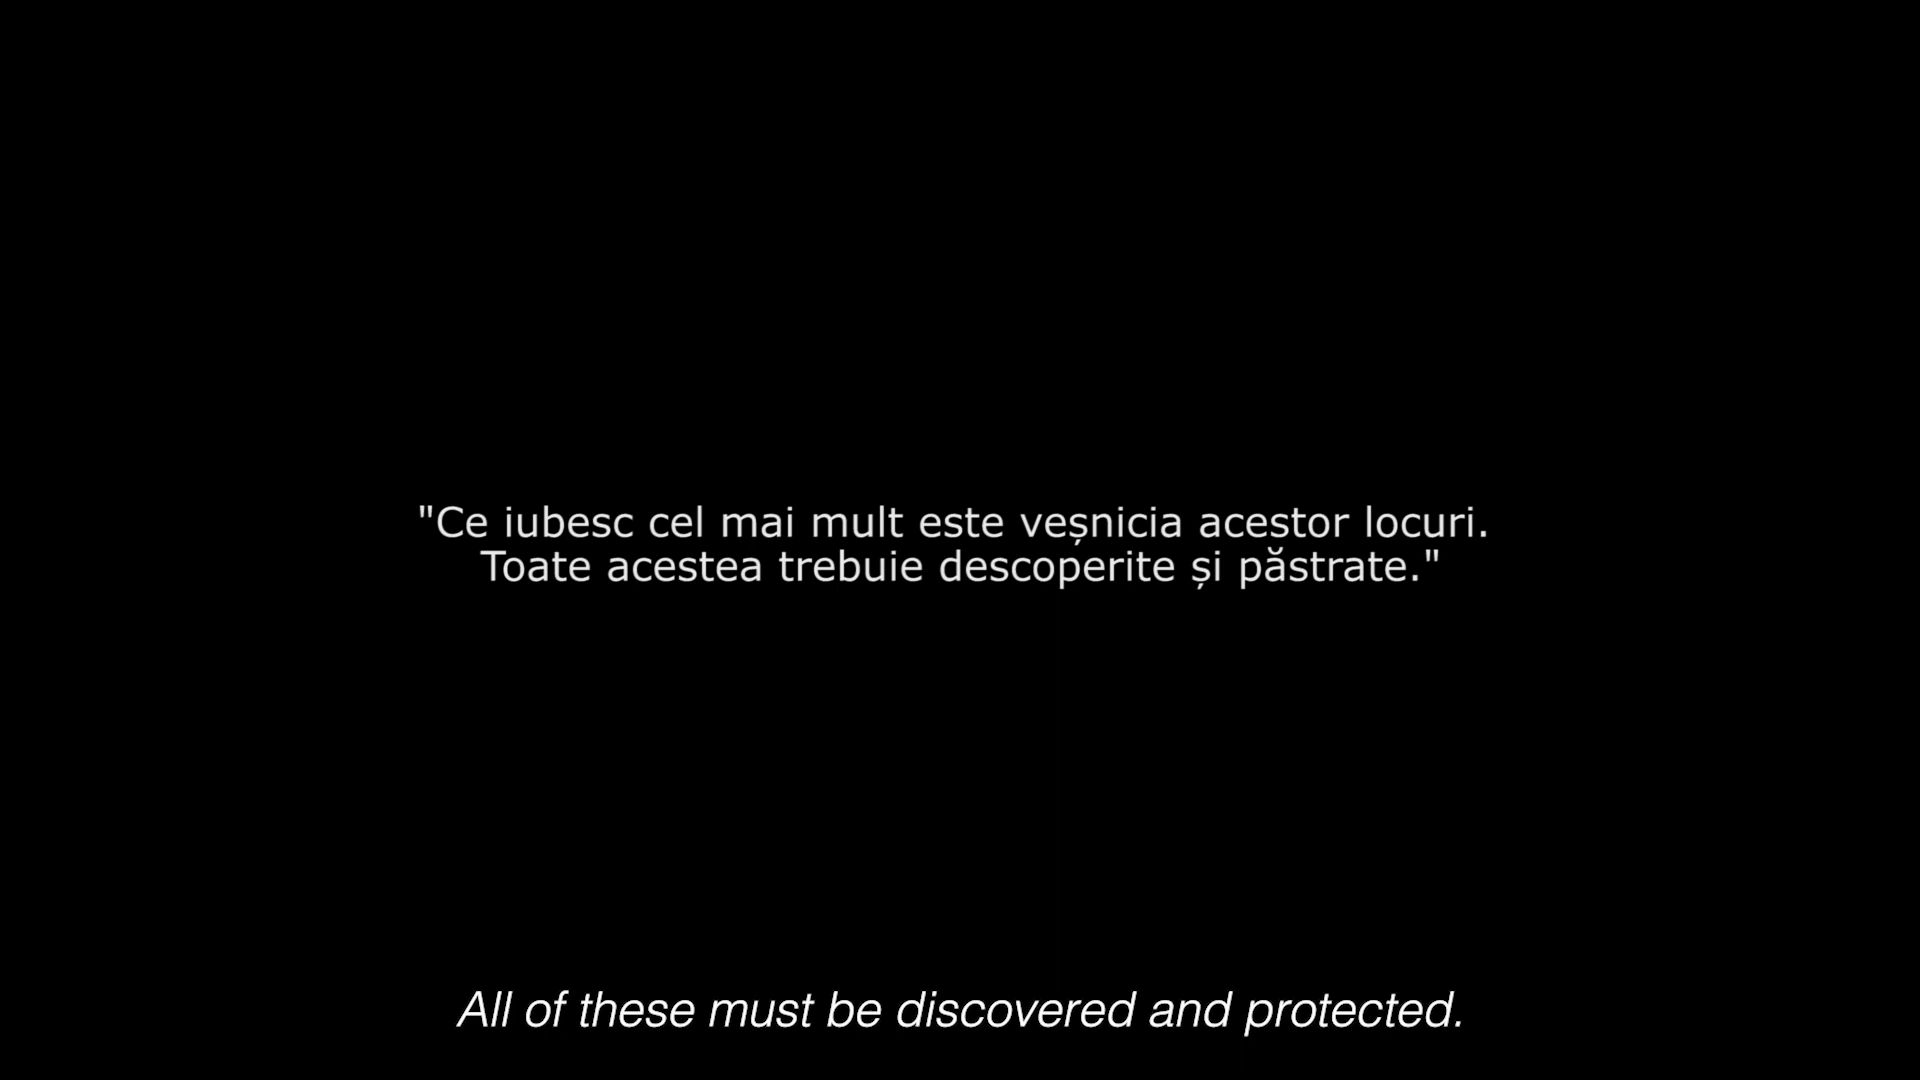 "Ce iubesc cel mai mult este veșnicia acestor locuri.
Toate acestea trebuie descoperite și păstrate."
All of these must be discovered and protected.